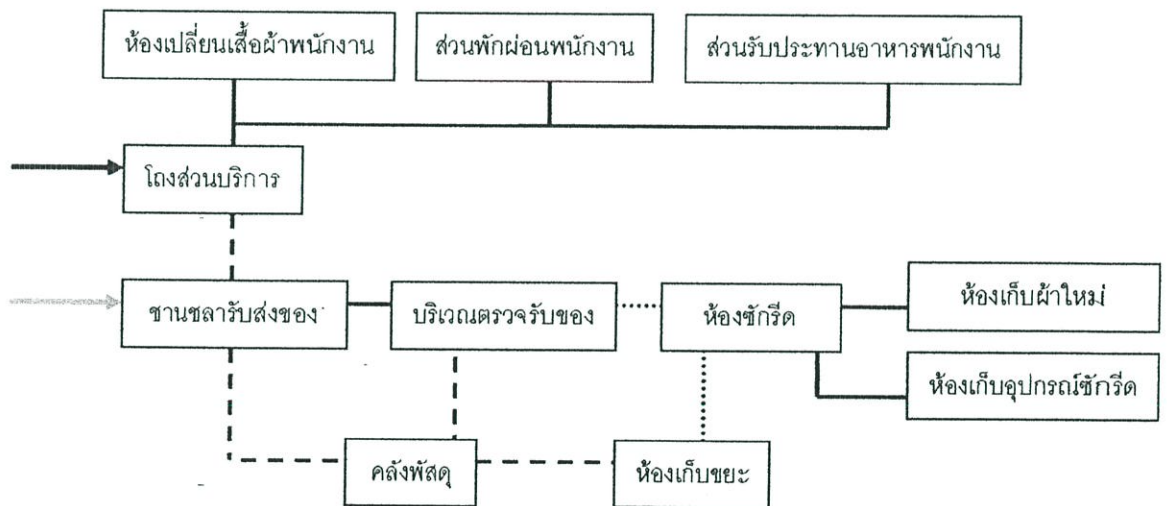 ห้องเปลี่ยนเสื้อผ้าพนักงาน
ส่วนพักผ่อนพนักงาน
ส่วนรับประทานอาหารพนักงาน
โถงส่วนบริการ
ชานชลารับส่งของ
บริเวณตรวจรับของ
ห้องซักรีด
ห้องเก็บผ้าใหม่
ห้องเก็บอุปกรณ์ซักรีด
คลังพัสดุ
ห้องเก็บขยะ